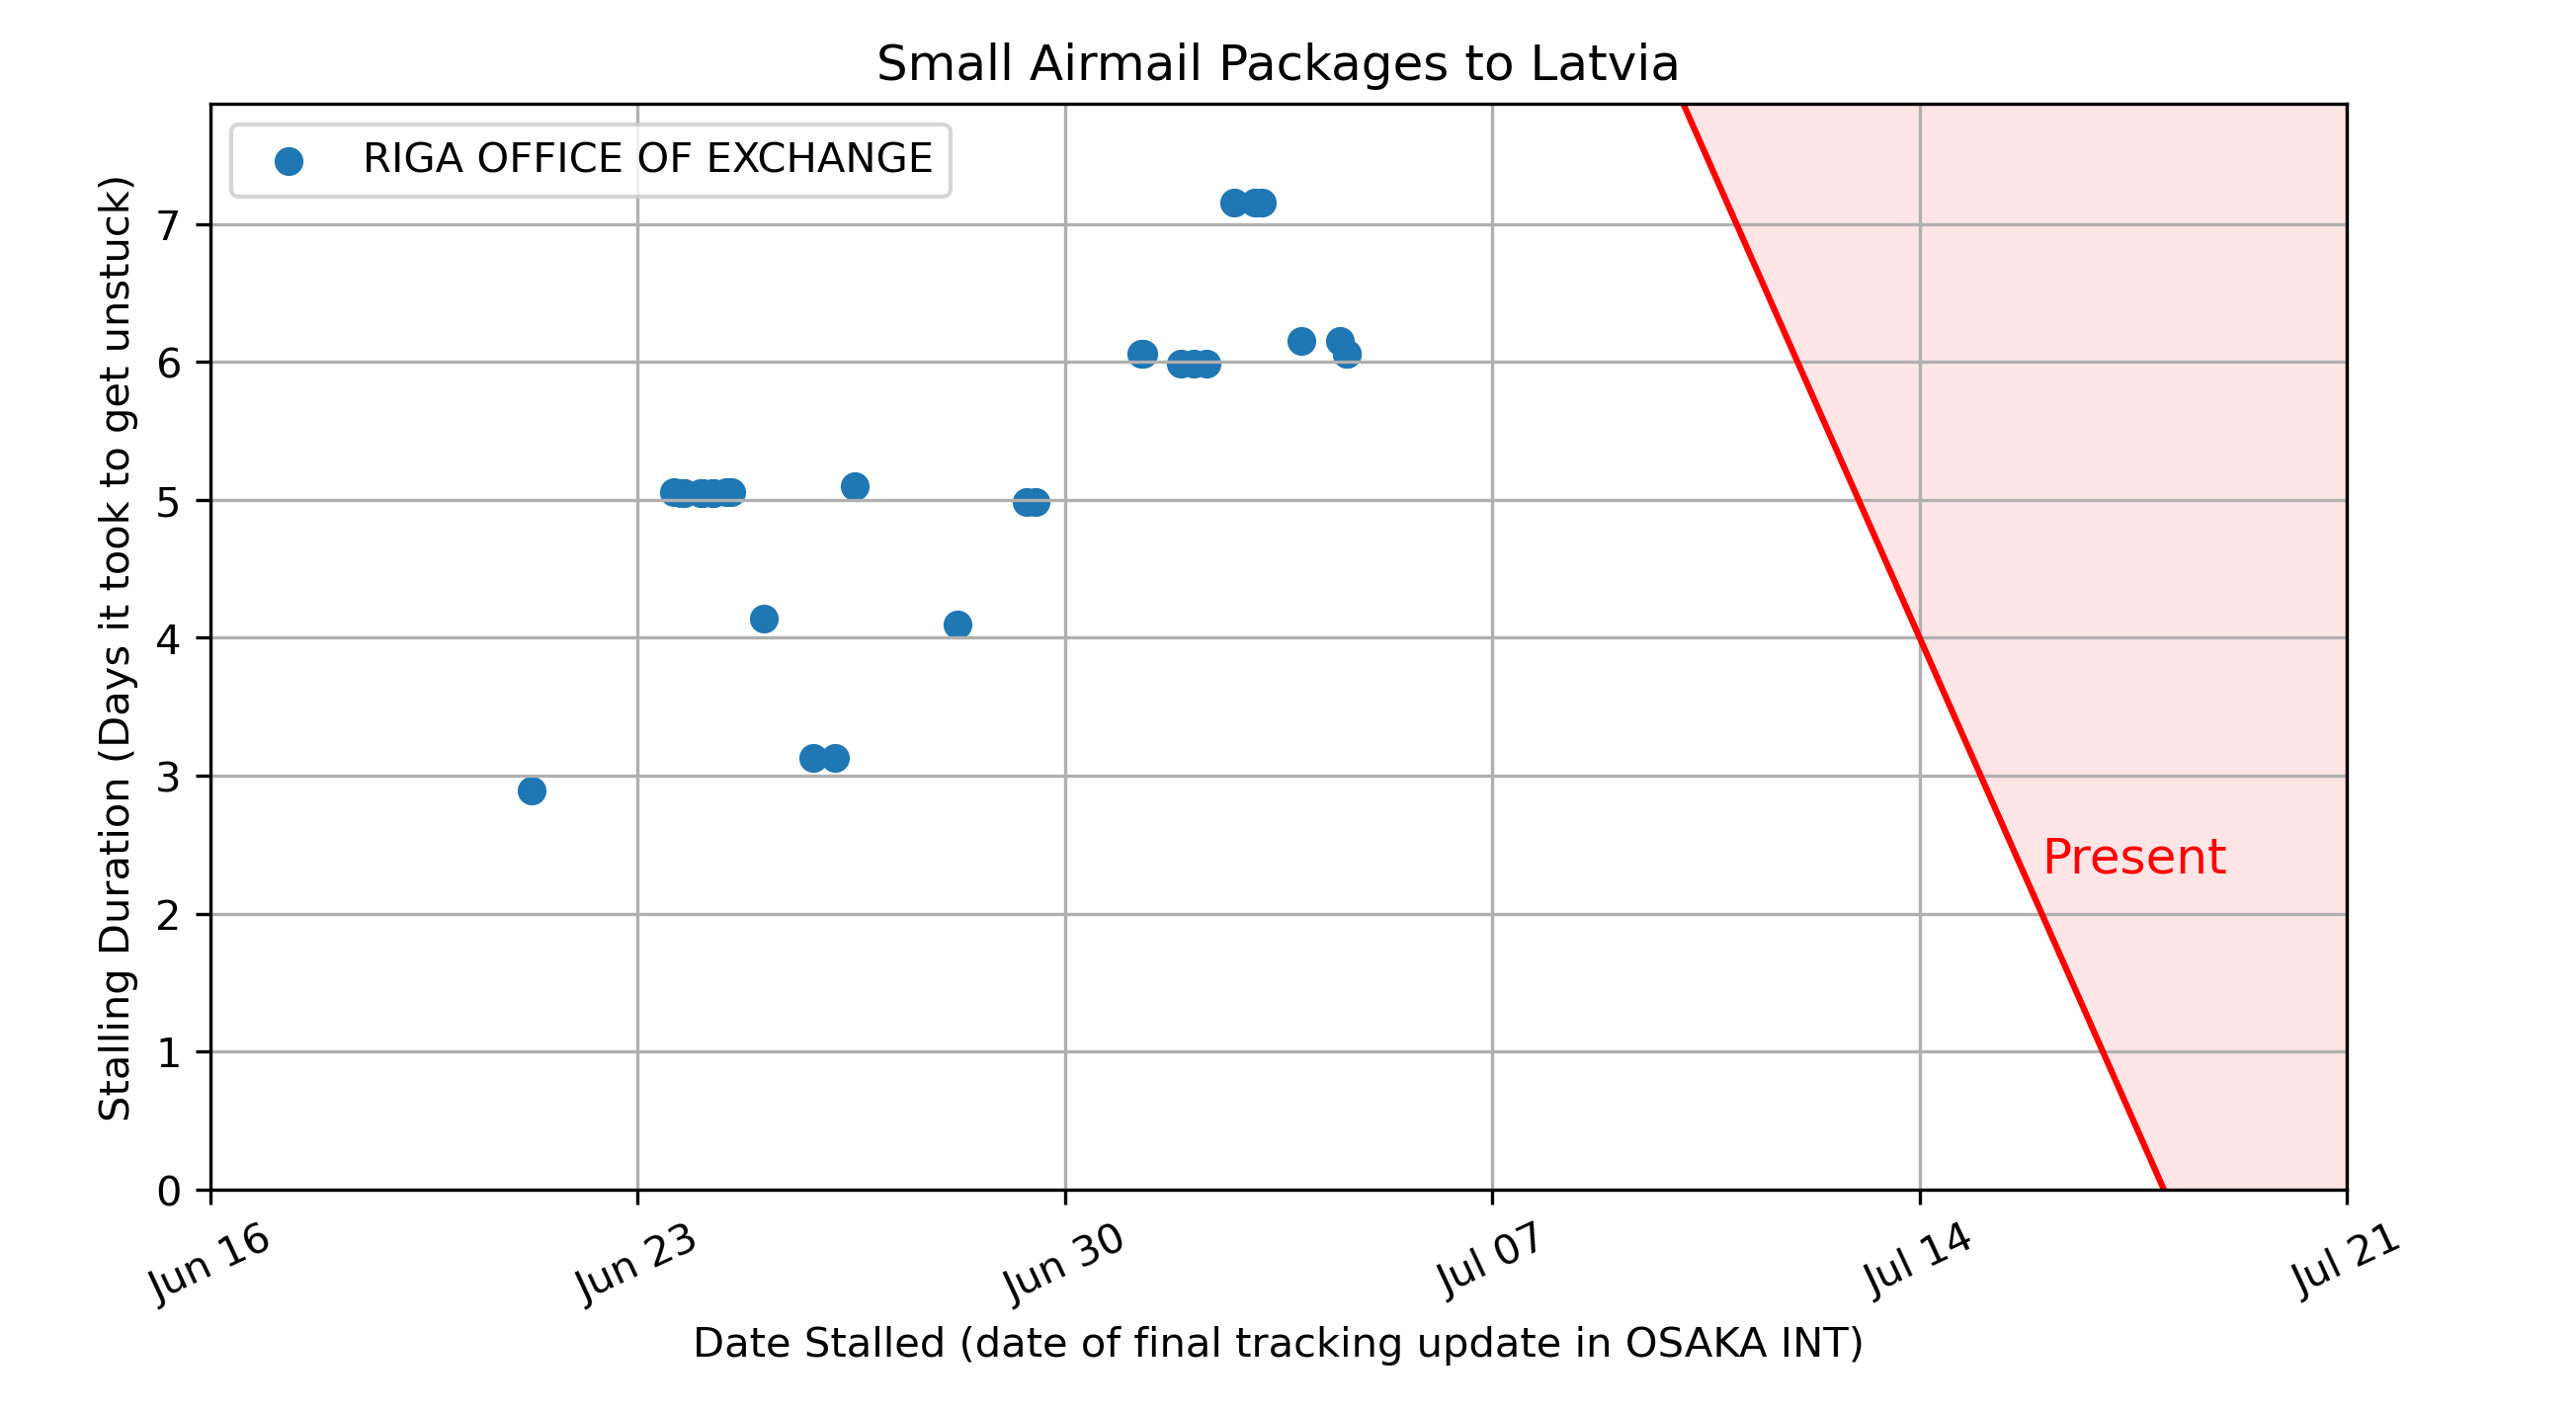 Small Airmail Packages to Latvia
RIGA OFFICE OF EXCHANGE
Stalling Duration (Days it took to get unstuck)
7
6
5
4
3
2
1
0
Present
Jun 16
Jun 23
Jun 30
Jul 07
Jul 14
Jul 21
Date Stalled (date of final tracking update in OSAKA INT)